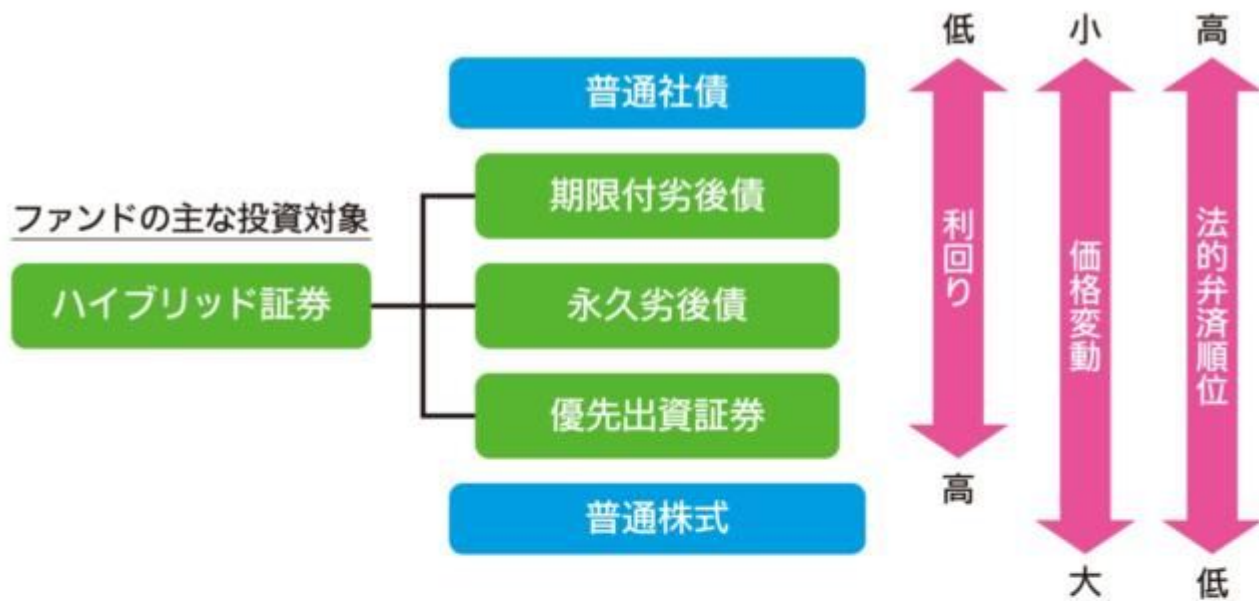 低
小
高
普通社債
期限付劣後債
ファンドの主な投資対象
ハイブリッド証券
永久劣後債
優先出資証券
普通株式
利回り
価格変動
法的弁済順位
高
大
低